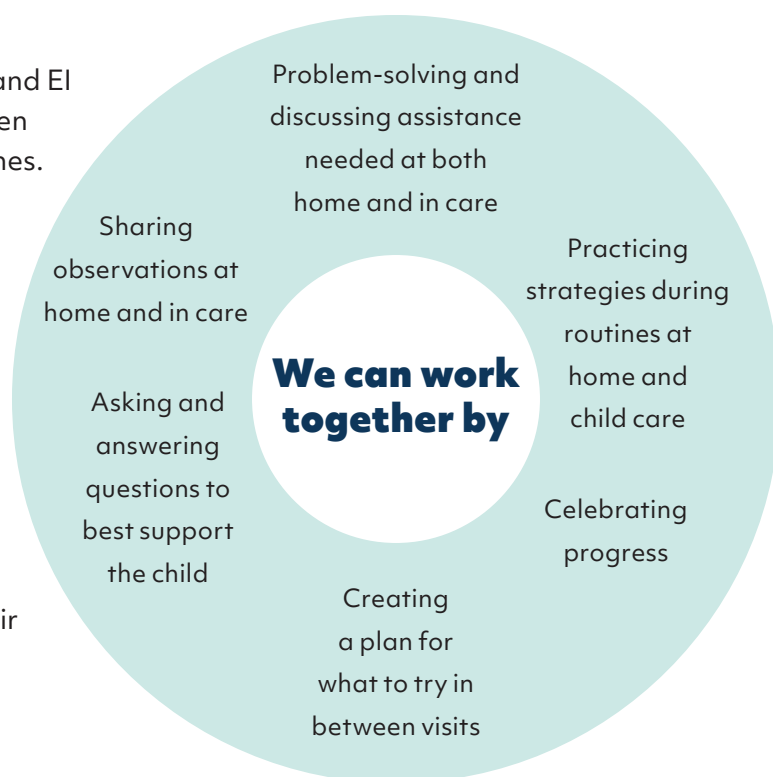 and EI
en
nes.
ir
Problem-solving and
discussing assistance
needed at both
home and in care
Practicing
strategies during
routines at
home and
child care
Celebrating
progress
Creating
a plan for
what to try in
between visits
Asking and
answering
questions to
best support
the child
Sharing
observations at
home and in care
We can work
together by